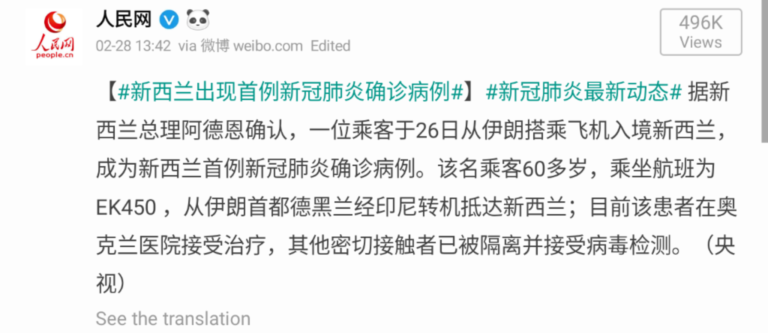 人民网
人民网
people.cn
02-28 13:42 via 微博 weibo.com Edited
496K
Views
【#新西兰出现首例新冠肺炎确诊病例#】#新冠肺炎最新动态# 据新
西兰总理阿德恩确认，一位乘客于26日从伊朗搭乘飞机入境新西兰，
成为新西兰首例新冠肺炎确诊病例。该名乘客60多岁，乘坐航班为
EK450 ，从伊朗首都德黑兰经印尼转机抵达新西兰；目前该患者在奥
克兰医院接受治疗，其他密切接触者已被隔离并接受病毒检测。（央
视）
See the translation